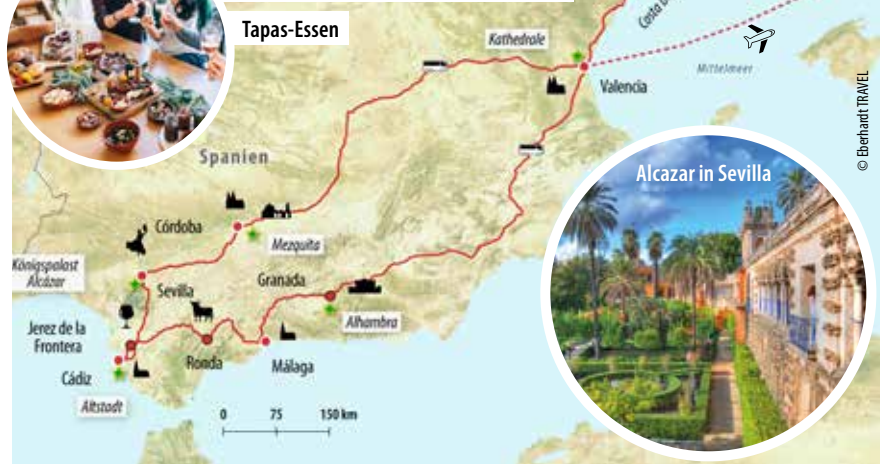 Tapas-Essen
Costa
Kathedrale
Mittelmeer
Valencia
© Eberhardt TRAVEL
Spanien
Alcazar in Sevilla
Córdoba
Mezquita
Königspalast
Alcázar
Sevilla
Granada
Alhambra
Jerez de la
Frontera
Ronda
Málaga
Cádiz
Altstadt
0 75 150 km